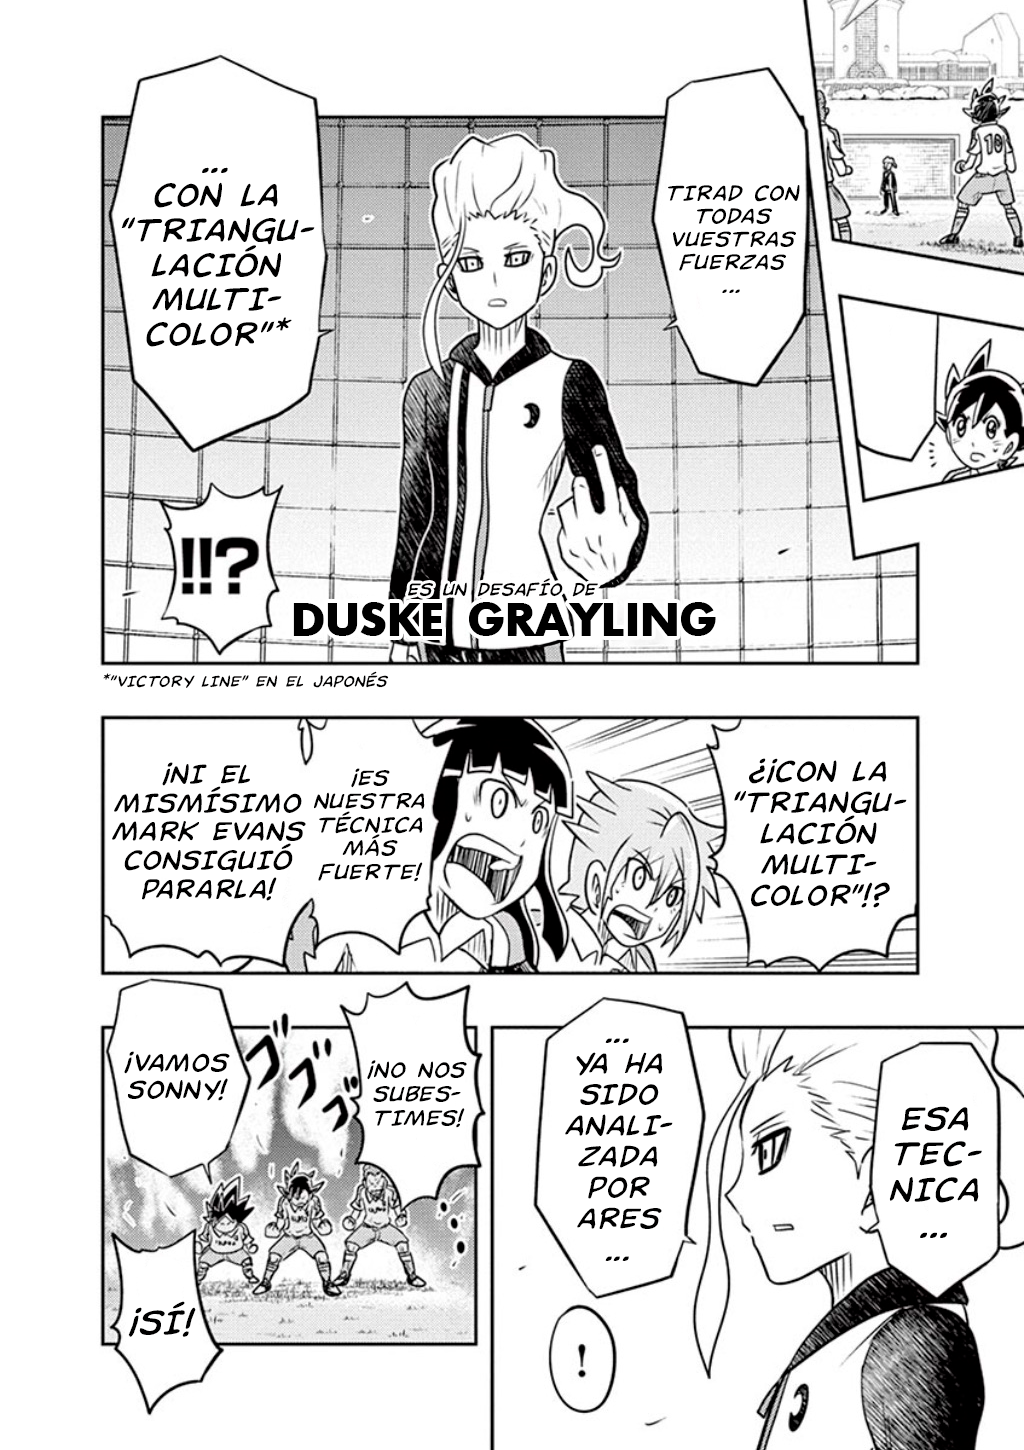 10
TIRAD CON
TODAS
VUESTRAS
FUERZAS
...
...
CON LA
"TRIANGU-
LACIÓN
MULTI-
COLOR"*
!!?
ES UN DESAFÍO DE
DUSKE GRAYLING
*"VICTORY LINE" EN EL JAPONÉS
¿¡CON LA
"TRIANGU-
LACIÓN
MULTI-
COLOR"!?
¡ES
NUESTRA
TÉCNICA
MÁS
FUERTE!
¡NI EL
MISMÍSIMO
MARK EVANS
CONSIGUIÓ
PARARLA!
ESA
TEC-
NICA
...
...
YA HA
SIDO
ANALI-
ZADA
POR
ARES
...
!
¡NO NOS
SUBES-
TIMES!
ゴゴゴ
¡VAMOS
SONNY!
¡SÍ!